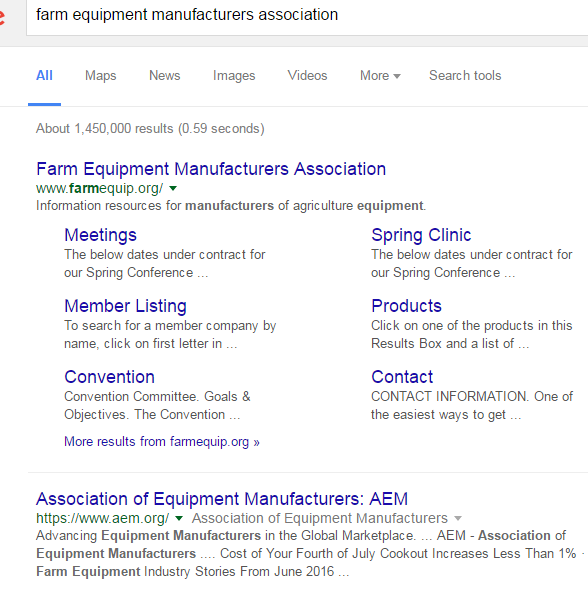 e
farm equipment manufacturers association
All Maps News Images Videos More Search tools
About 1,450,000 results (0.59 seconds)
Farm Equipment Manufacturers Association
www.farmequip.org/
Information resources for manufacturers of agriculture equipment.
Meetings
The below dates under contract for
our Spring Conference ...
Spring Clinic
The below dates under contract for
our Spring Conference ...
Member Listing
To search for a member company by
name, click on first letter in ...
Products
Click on one of the products in this
Results Box and a list of ...
Convention
Convention Committee. Goals &
Objectives. The Convention ...
Contact
CONTACT INFORMATION. One of
the easiest ways to get ...
More results from farmequip.org »
Association of Equipment Manufacturers: AEM
https://www.aem.org/ Association of Equipment Manufacturers
Advancing Equipment Manufacturers in the Global Marketplace. ... AEM - Association of
Equipment Manufacturers .... Cost of Your Fourth of July Cookout Increases Less Than 1% ·
Farm Equipment Industry Stories From June 2016 ...